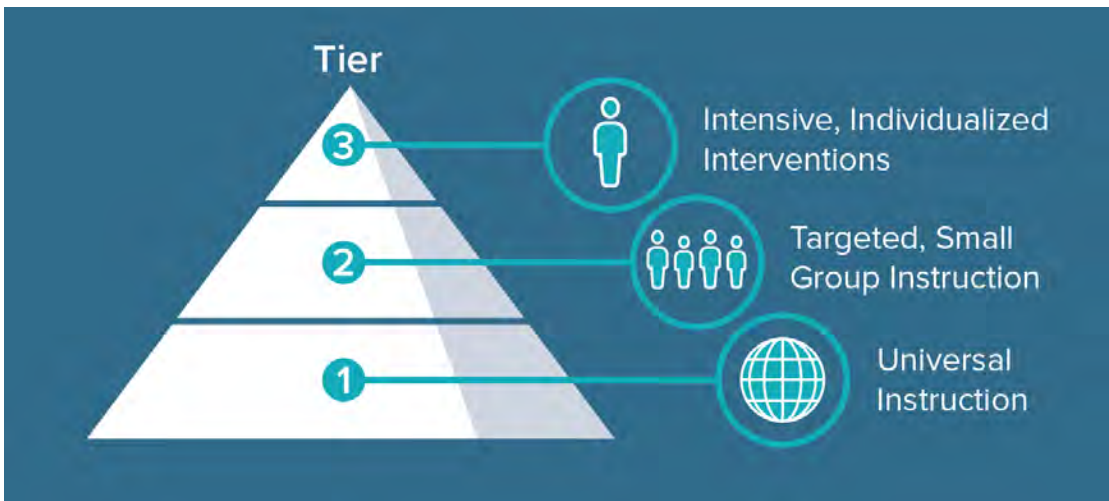 Tier
3
Intensive, Individualized
Interventions
2
Targeted, Small
Group Instruction
1
Universal
Instruction